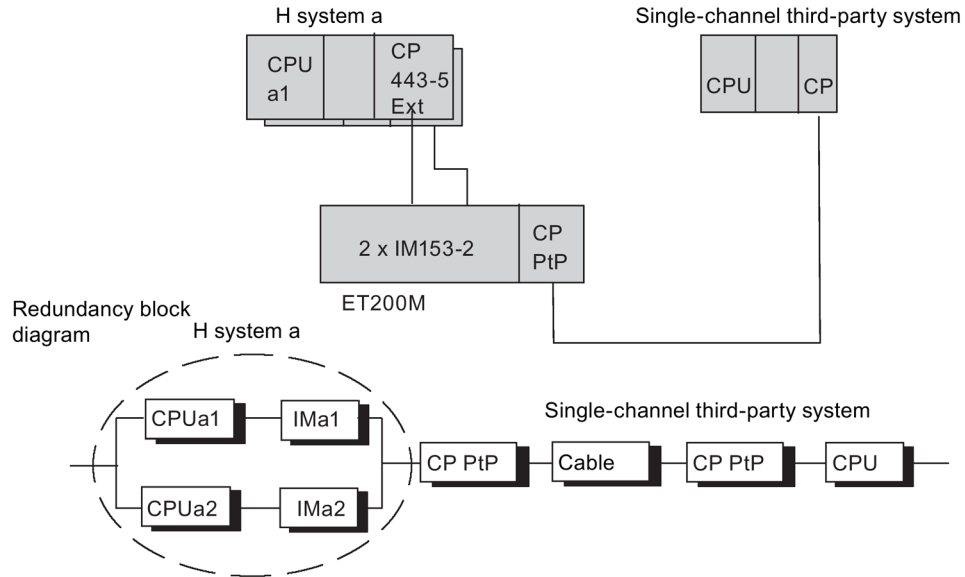 H system a
Single-channel third-party system
CPU
a1
CP
443-5
Ext
CPU
CP
2 x IM153-2
CP
PtP
ET200M
Redundancy block
diagram
H system a
CPUa1
IMa1
Single-channel third-party system
CP PtP
Cable
CP PtP
CPU
CPUa2
IMa2